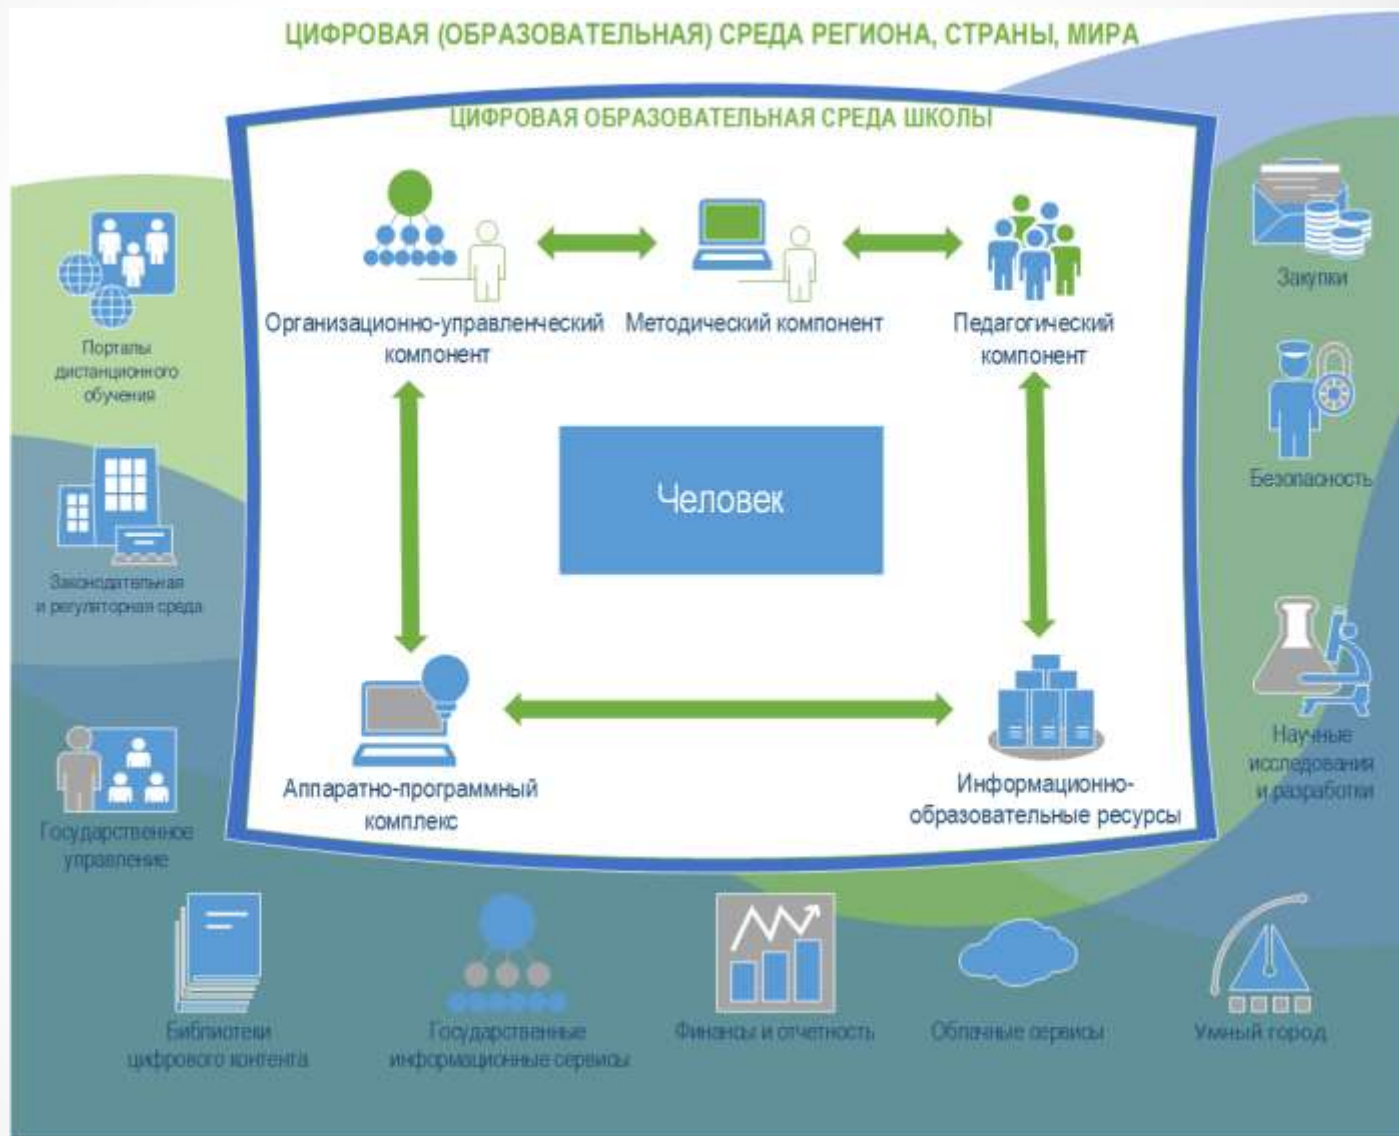 ЦИФРОВАЯ (ОБРАЗОВАТЕЛЬНАЯ) СРЕДА РЕГИОНА, СТРАНЫ, МИРА
ЦИФРОВАЯ ОБРАЗОВАТЕЛЬНАЯ СРЕДА ШКОЛЫ
Организационно-управленческий
компонент
Методический компонент
Педагогический
компонент
Человек
Аппаратно-программный
комплекс
Информационно-
образовательные ресурсы
Порталы
дистанционного
обучения
Законодательная
и регуляторная среда
Государственное
управление
Закупки
Безопасность
Научные
исследования
и разработки
Библиотеки
цифрового контента
Государственные
информационные сервисы
Финансы и отчетность
Облачные сервисы
Умный город